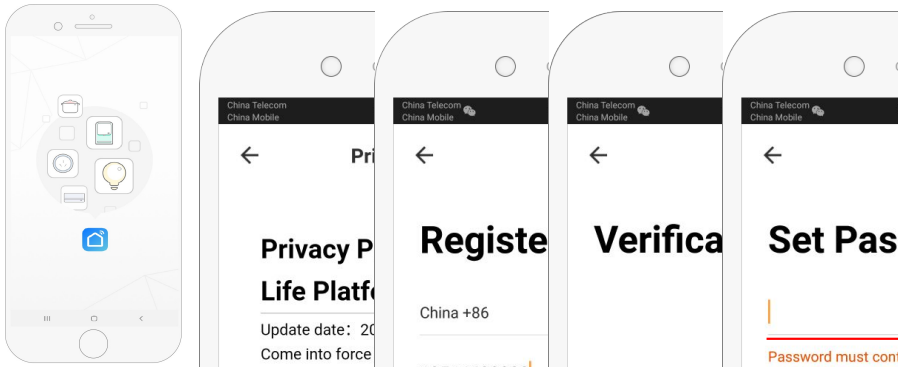 China Telecom
China Mobile
Pri
Privacy P
Life Platf
Update date: 20
Come into force
China Telecom
China Mobile
Registe
China +86
China Telecom
China Mobile
Verifica
China Telecom
China Mobile
Set Pas
Password must con